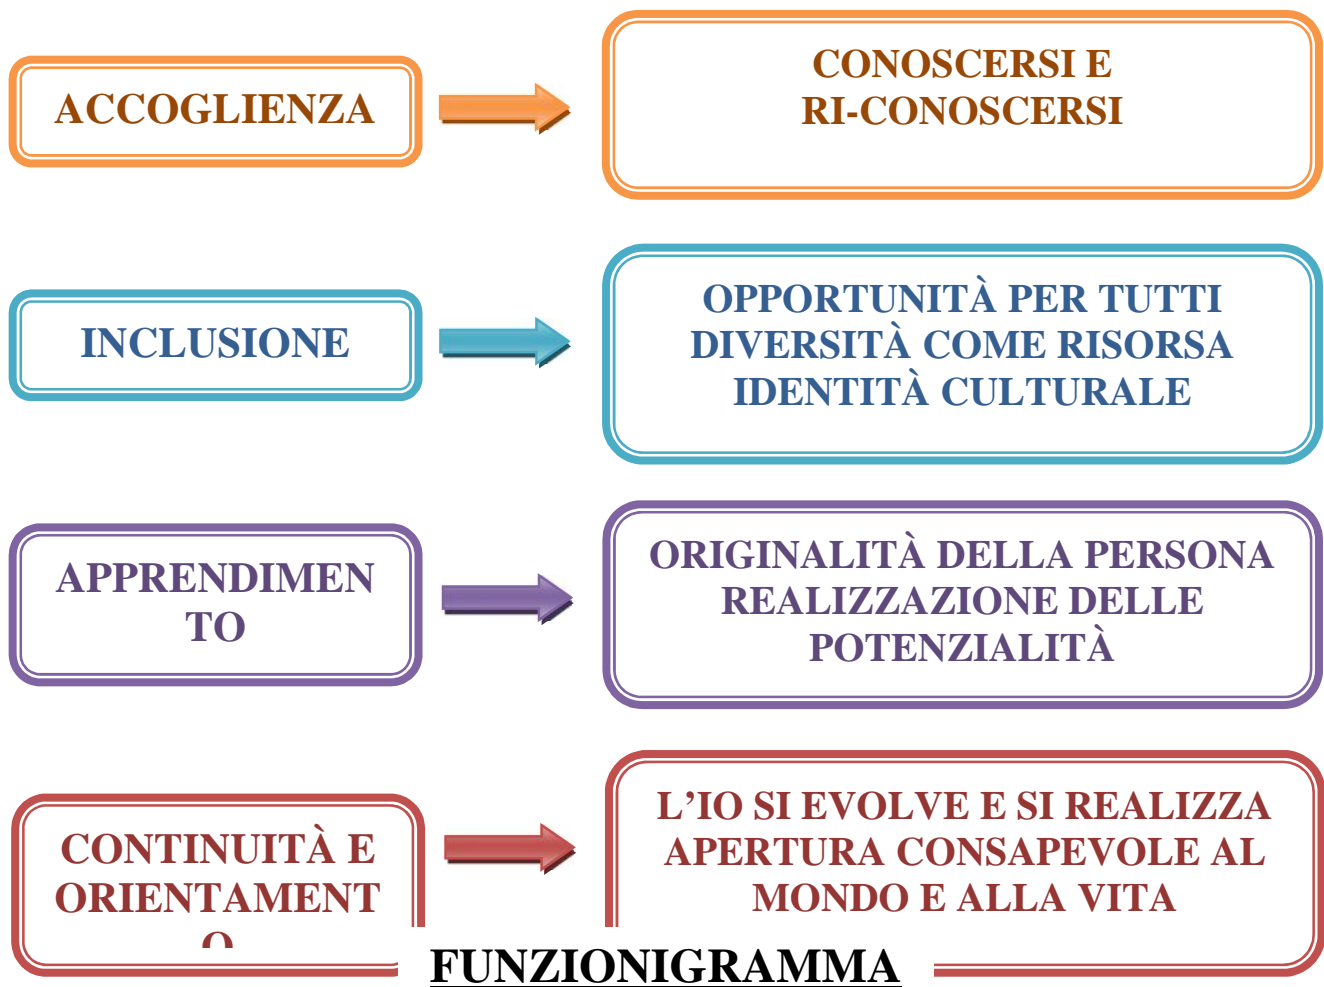 ACCOGLIENZA
CONOSCERSI E
RI-CONOSCERSI
INCLUSIONE
OPPORTUNITÀ PER TUTTI
DIVERSITÀ COME RISORSA
IDENTITÀ CULTURALE
APPRENDIMEN
TO
ORIGINALITÀ DELLA PERSONA
REALIZZAZIONE DELLE
POTENZIALITÀ
CONTINUITÀ E
ORIENTAMENT
O
L’IO SI EVOLVE E SI REALIZZA
APERTURA CONSAPEVOLE AL
MONDO E ALLA VITA
FUNZIONIGRAMMA